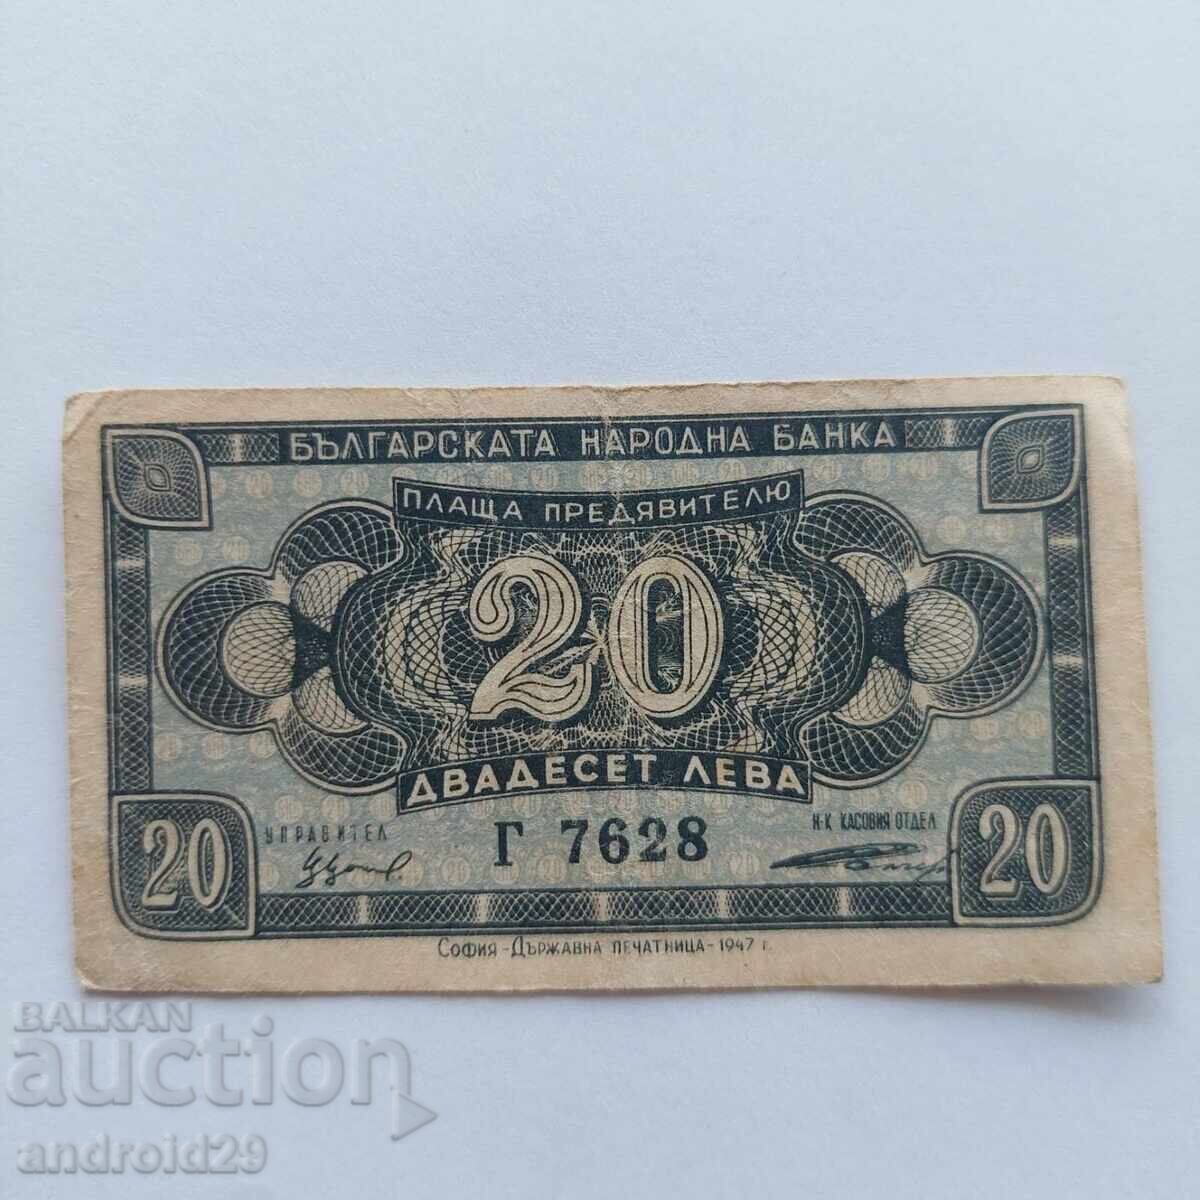 БЪЛГАРСКАТА НАРОДНА БАНКА
ПЛАЩА ПРЕДЯВИТЕЛЮ
20
ДВАДЕСЕТ ЛЕВА
УПРАВИТЕЛ
Н-К КАСОВИЯ ОТДЕЛ
Г 7628
20
20
СОФИЯ - ДЪРЖАВНА ПЕЧАТНИЦА - 1947 г.
BALKAN
auction
android29